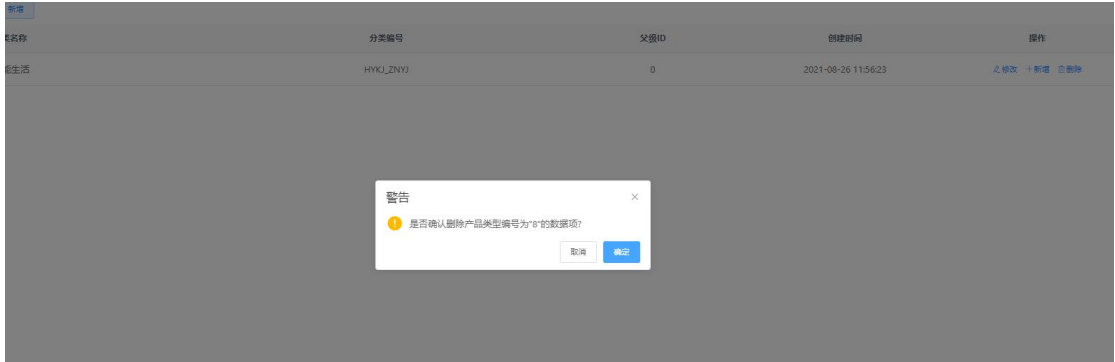 新增
类名称 分类编号 父级ID 创建时间 操作
能生活 HYKJ_ZNYJ 0 2021-08-26 11:56:23 修改 +新增 删除
警告
是否确认删除产品类型编号为"8"的数据项?
取消 确定